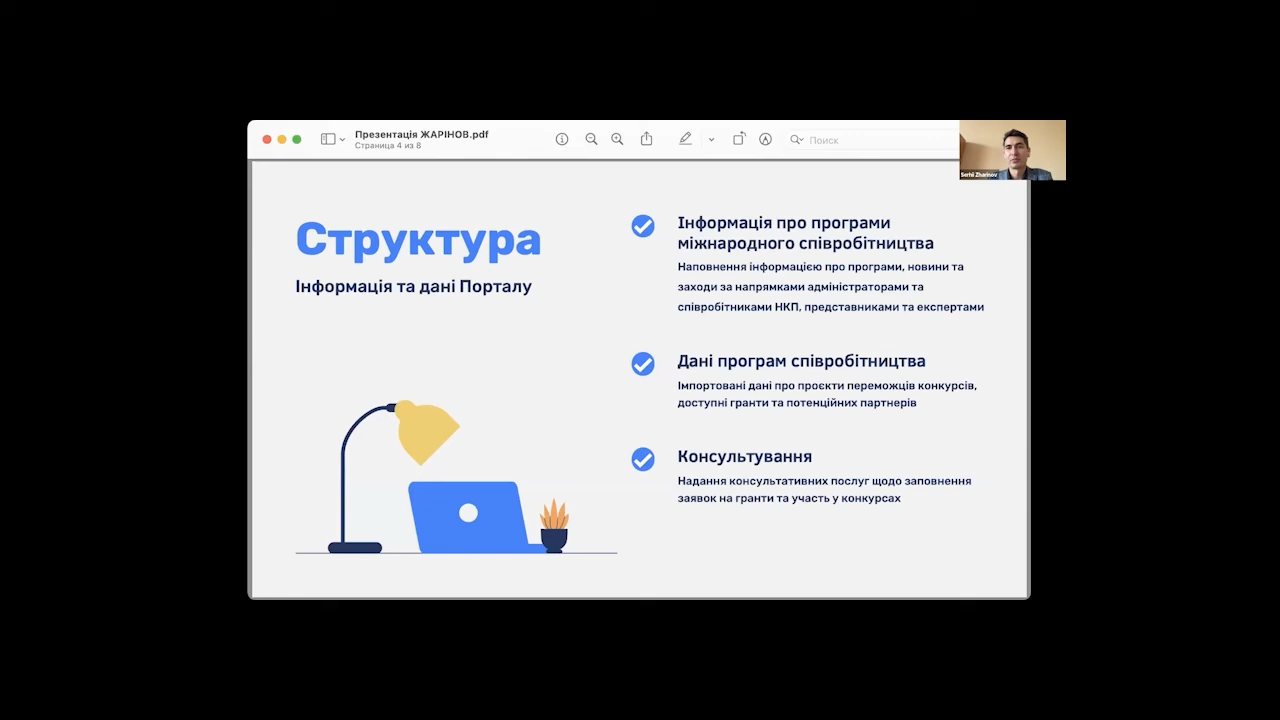 Презентація ЖАРІНОВ.pdf
Страница 4 из 8
Поиск
Serhii Zharinov
Структура
Інформація та дані Порталу
Інформація про програми
міжнародного співробітництва
Наповнення інформацією про програми, новини та
заходи за напрямками адміністраторами та
співробітниками НКП, представниками та експертами
Дані програм співробітництва
Імпортовані дані про проєкти переможців конкурсів,
доступні гранти та потенційних партнерів
Консультування
Надання консультативних послуг щодо заповнення
заявок на гранти та участь у конкурсах